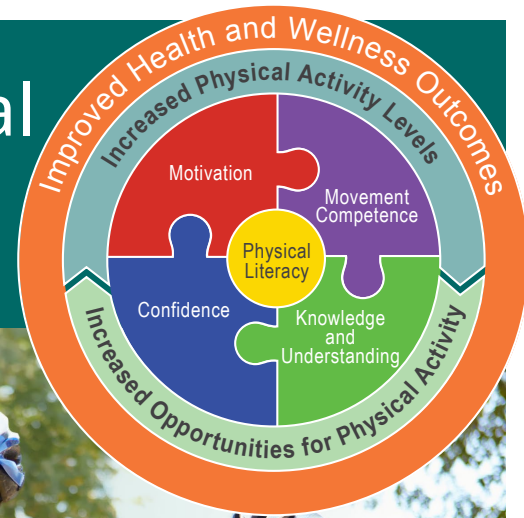 al
Improved Health and Wellness Outcomes
Increased Physical Activity Levels
Motivation
Movement
Competence
Physical
Literacy
Confidence
Knowledge
and
Understanding
Increased Opportunities for Physical Activity